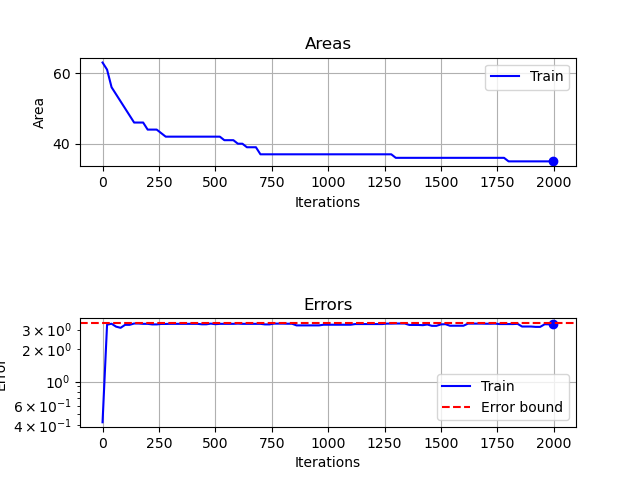 Areas
Area
60
40
Train
0 250 500 750 1000 1250 1500 1750 2000
Iterations
Errors
Error
3 × 10⁰
2 × 10⁰
10⁰
6 × 10⁻¹
4 × 10⁻¹
Train
Error bound
0 250 500 750 1000 1250 1500 1750 2000
Iterations